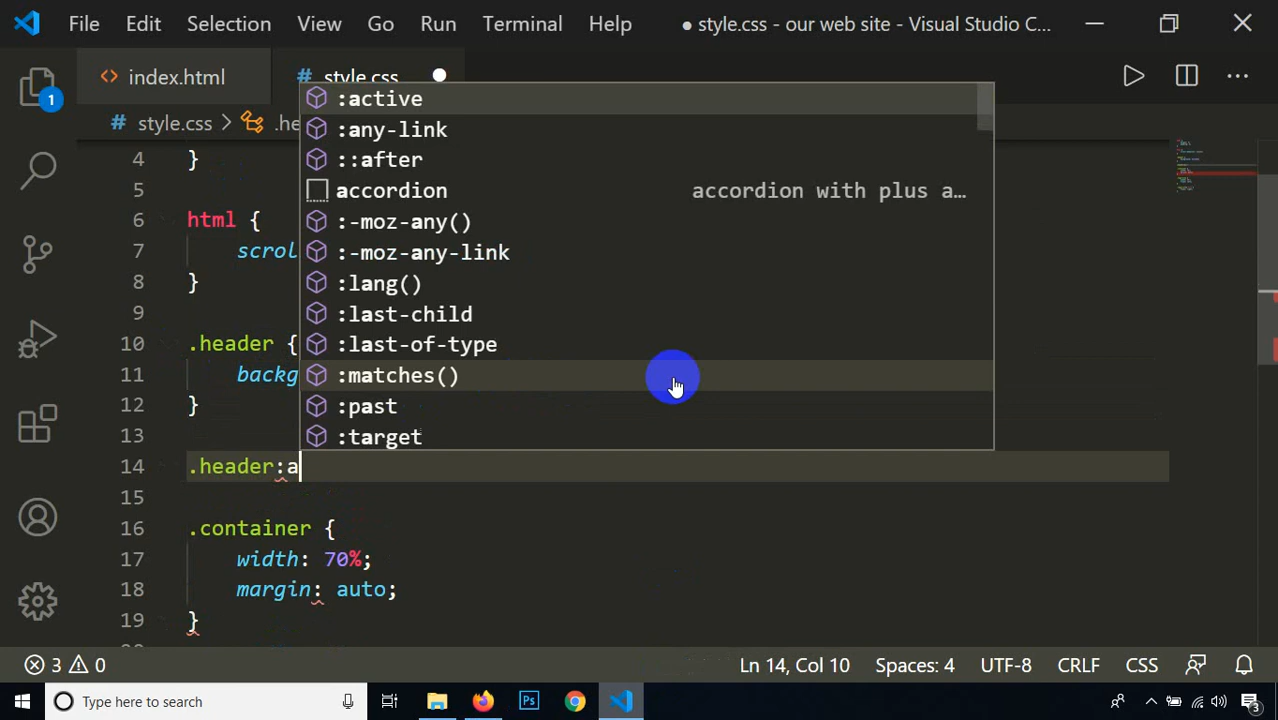 File Edit Selection View Go Run Terminal Help ● style.css - our web site - Visual Studio C...
1
<> index.html # style.css
# style.css > .he
4 }
5
6 html {
7 scrol
8 }
9
10 .header {
11 backg
12 }
13
14 .header:a
15
16 .container {
17 width: 70%;
18 margin: auto;
19 }
:active
:any-link
::after
accordion accordion with plus a…
:-moz-any()
:-moz-any-link
:lang()
:last-child
:last-of-type
:matches()
:past
:target
3 0 Ln 14, Col 10 Spaces: 4 UTF-8 CRLF CSS
Type here to search Ps 3